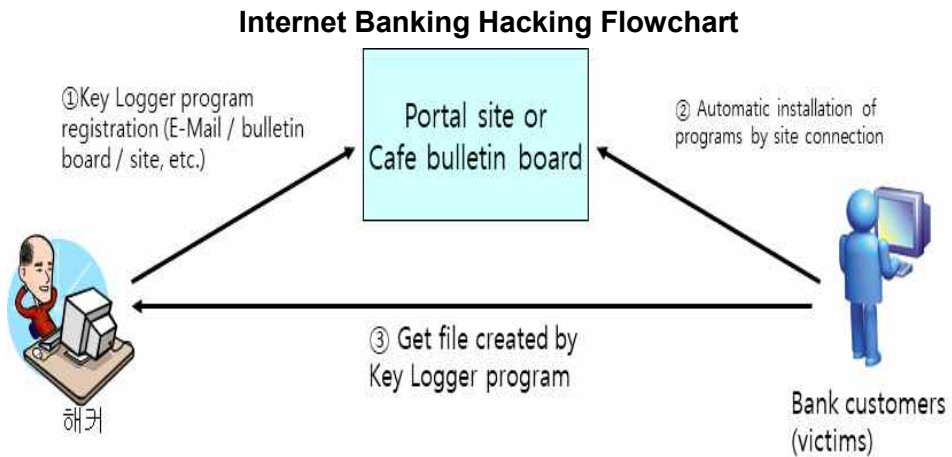 Internet Banking Hacking Flowchart
①Key Logger program
registration (E-Mail / bulletin
board / site, etc.)
Portal site or
Cafe bulletin board
② Automatic installation of
programs by site connection
③ Get file created by
Key Logger program
해커
Bank customers
(victims)